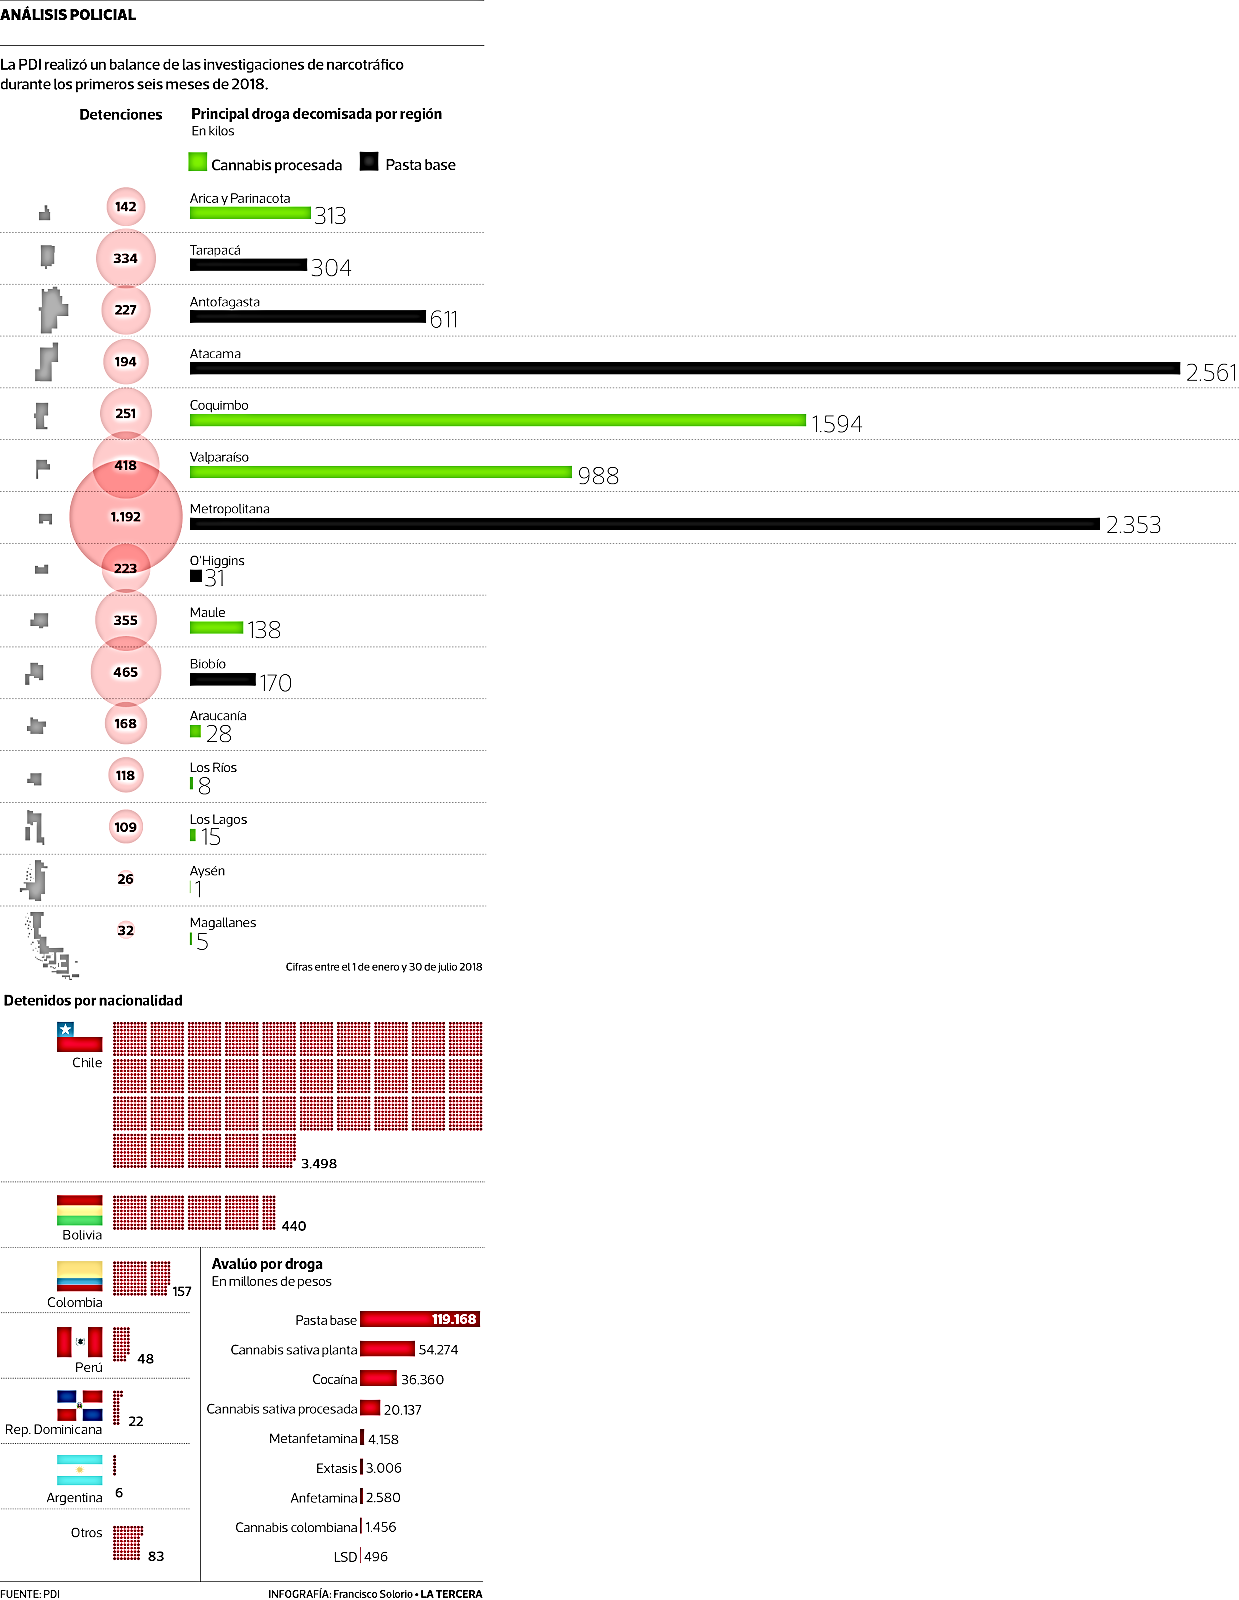 ANÁLISIS POLICIAL
La PDI realizó un balance de las investigaciones de narcotráfico
durante los primeros seis meses de 2018.
Detenciones
Principal droga decomisada por región
En kilos
Cannabis procesada
Pasta base
142
Arica y Parinacota
313
334
Tarapacá
304
227
Antofagasta
611
194
Atacama
2.561
251
Coquimbo
1.594
418
Valparaíso
988
1.192
Metropolitana
2.353
223
O'Higgins
31
355
Maule
138
465
Biobío
170
168
Araucanía
28
118
Los Ríos
8
109
Los Lagos
15
26
Aysén
1
32
Magallanes
5
Cifras entre el 1 de enero y 30 de julio 2018
Detenidos por nacionalidad
Chile
3.498
Bolivia
440
Colombia
157
Perú
48
Rep. Dominicana
22
Argentina
6
Otros
83
Avalúo por droga
En millones de pesos
Pasta base 119.168
Cannabis sativa planta 54.274
Cocaína 36.360
Cannabis sativa procesada 20.137
Metanfetamina 4.158
Extasis 3.006
Anfetamina 2.580
Cannabis colombiana 1.456
LSD 496
FUENTE: PDI
INFOGRAFÍA: Francisco Solorio • LA TERCERA